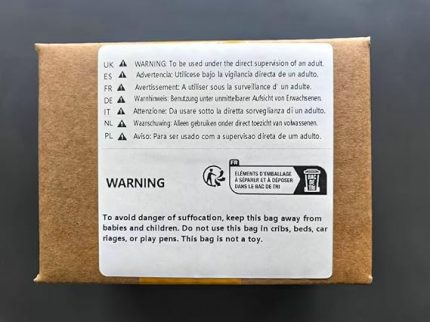 UK ⚠ WARNING. To be used under the direct supervision of an adult.
ES ⚠ Advertencia: Utilícese bajo la vigilancia directa de un adulto.
FR ⚠ Avertissement: A utiliser sous la surveillance d' un adulte.
DE ⚠ Warnhinweis: Benutzung unter unmittelbarer Aufsicht von Erwachsenen.
IT ⚠ Attenzione: Da usare sotto la diretta sorveglianza di un adulto.
NL ⚠ Waarschuwing: Alleen gebruiken onder direct toezicht van volwassenen.
PL ⚠ Aviso: Para ser usado com a supervisao direta de um adulto.
FR
ÉLÉMENTS D'EMBALLAGE
À SÉPARER ET À DÉPOSER
DANS LE BAC DE TRI
BAC
DE
TRI
WARNING
To avoid danger of suffocation, keep this bag away from
babies and children. Do not use this bag in cribs, beds, car
riages, or play pens. This bag is not a toy.